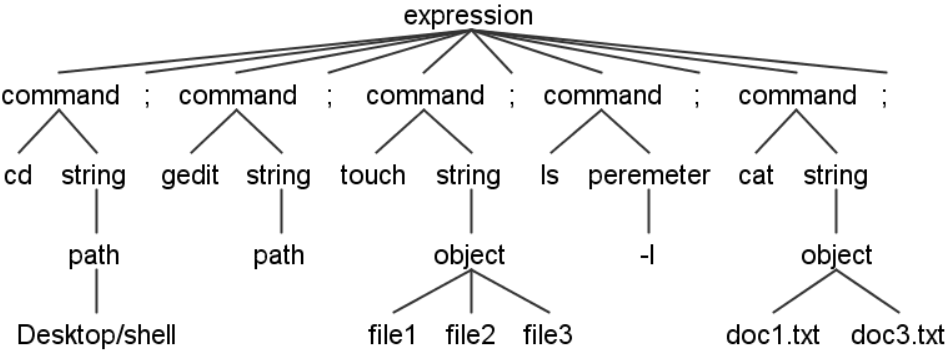 expression
command ; command ; command ; command ; command ;
cd string gedit string touch string ls peremeter cat string
path path object -l object
Desktop/shell file1 file2 file3 doc1.txt doc3.txt